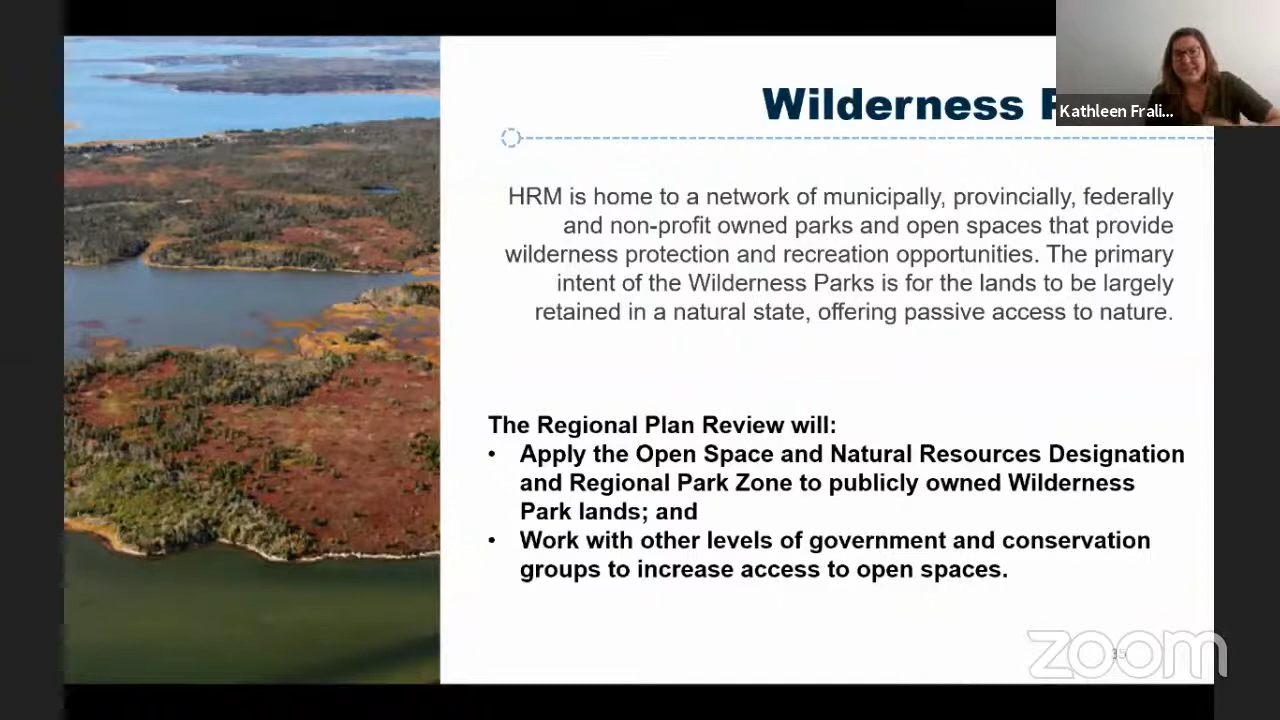 Wilderness
Kathleen Frali...
HRM is home to a network of municipally, provincially, federally
and non-profit owned parks and open spaces that provide
wilderness protection and recreation opportunities. The primary
intent of the Wilderness Parks is for the lands to be largely
retained in a natural state, offering passive access to nature.
The Regional Plan Review will:
• Apply the Open Space and Natural Resources Designation
and Regional Park Zone to publicly owned Wilderness
Park lands; and
• Work with other levels of government and conservation
groups to increase access to open spaces.
35
zoom